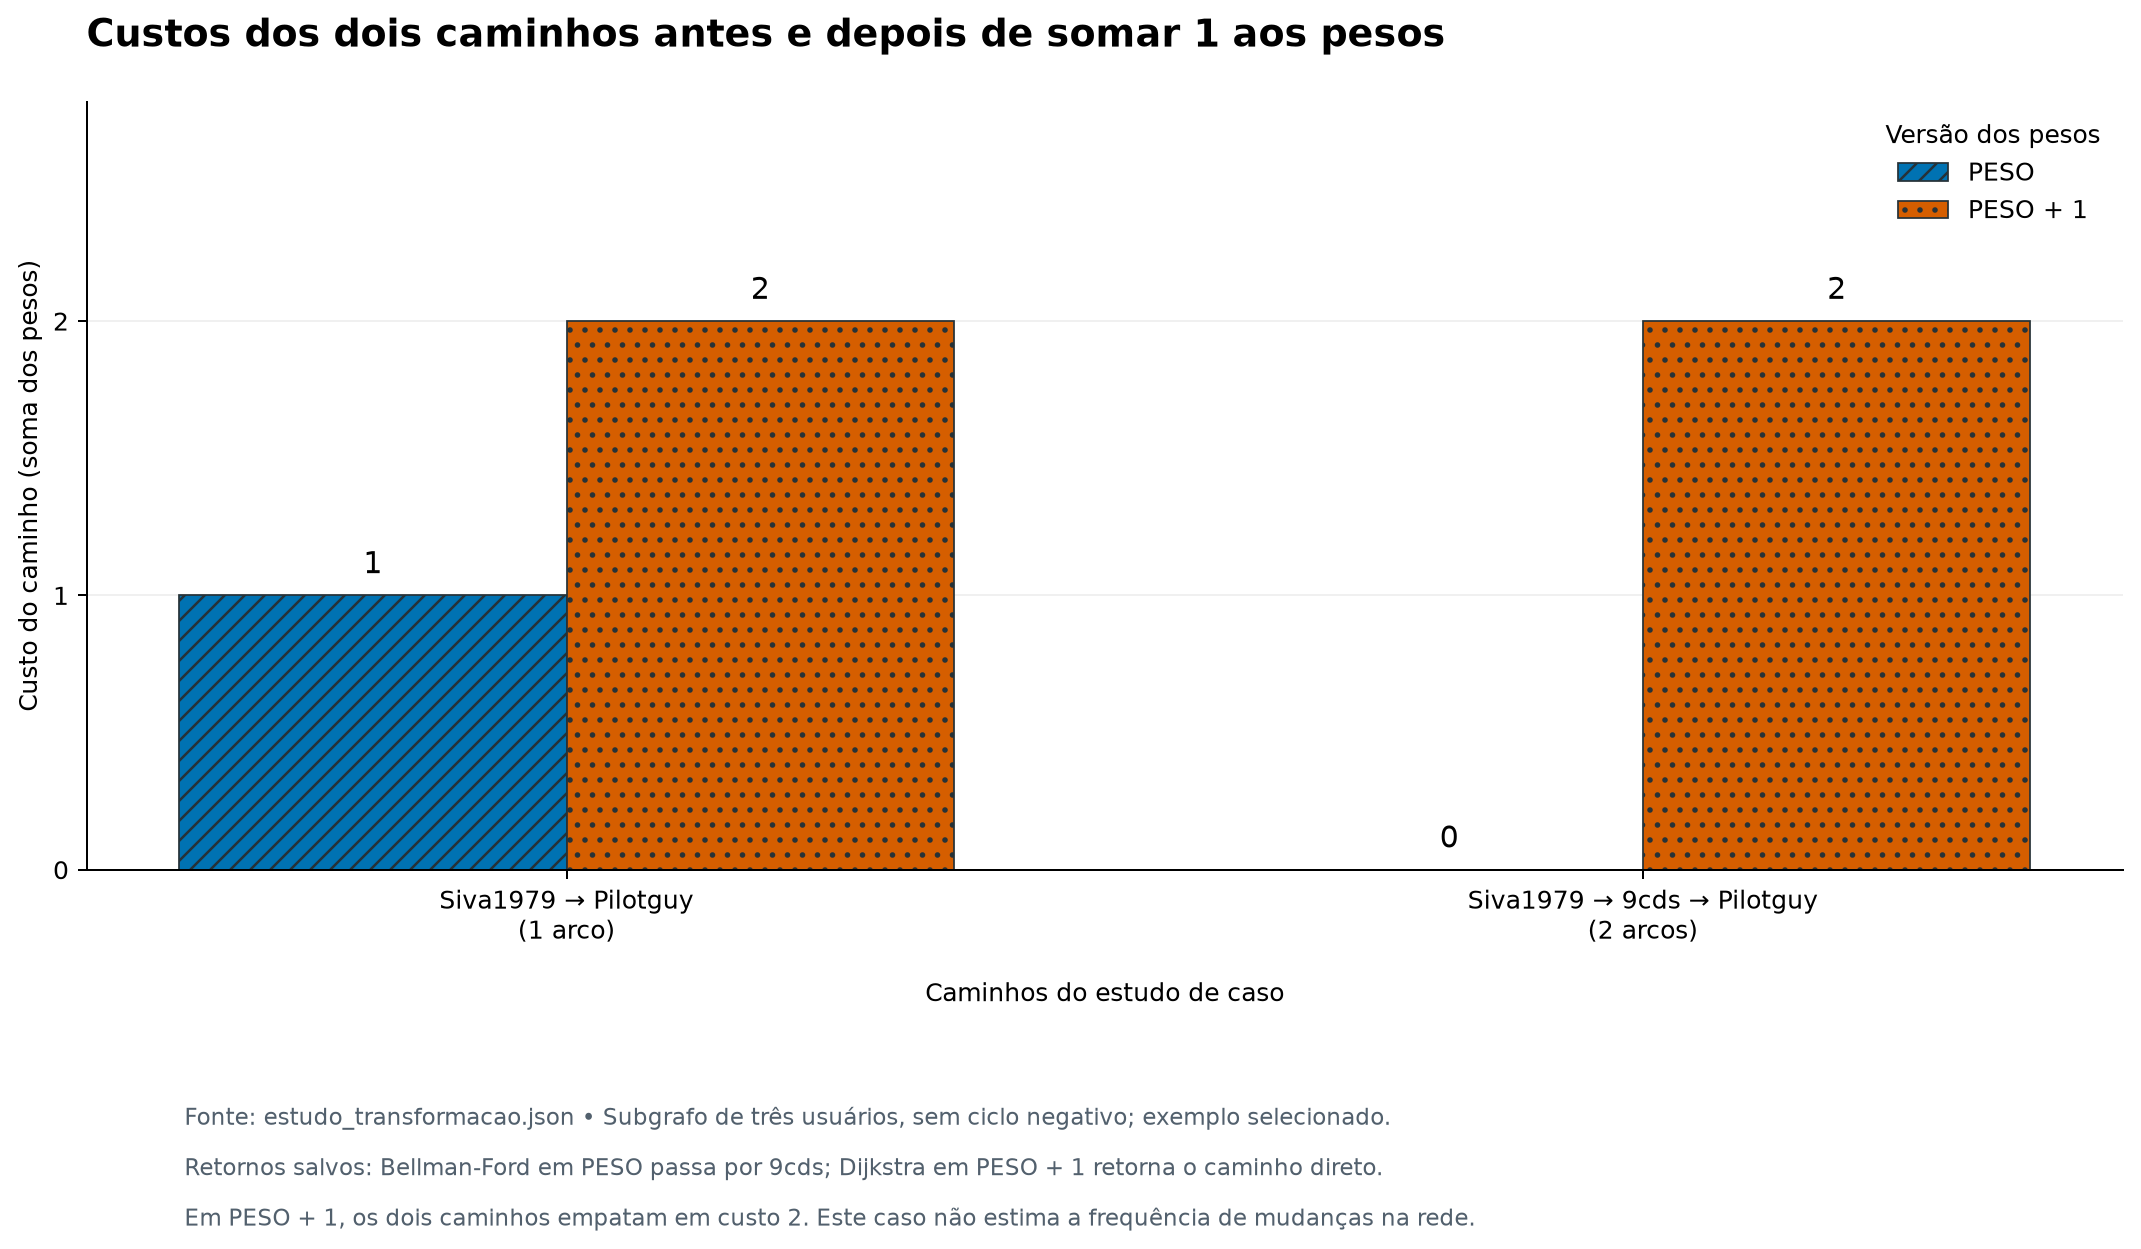 Custos dos dois caminhos antes e depois de somar 1 aos pesos
Versão dos pesos
PESO
PESO + 1
Custo do caminho (soma dos pesos)
2
1
0
1
2
0
2
Siva1979 → Pilotguy
(1 arco)
Siva1979 → 9cds → Pilotguy
(2 arcos)
Caminhos do estudo de caso
Fonte: estudo_transformacao.json • Subgrafo de três usuários, sem ciclo negativo; exemplo selecionado.
Retornos salvos: Bellman-Ford em PESO passa por 9cds; Dijkstra em PESO + 1 retorna o caminho direto.
Em PESO + 1, os dois caminhos empatam em custo 2. Este caso não estima a frequência de mudanças na rede.